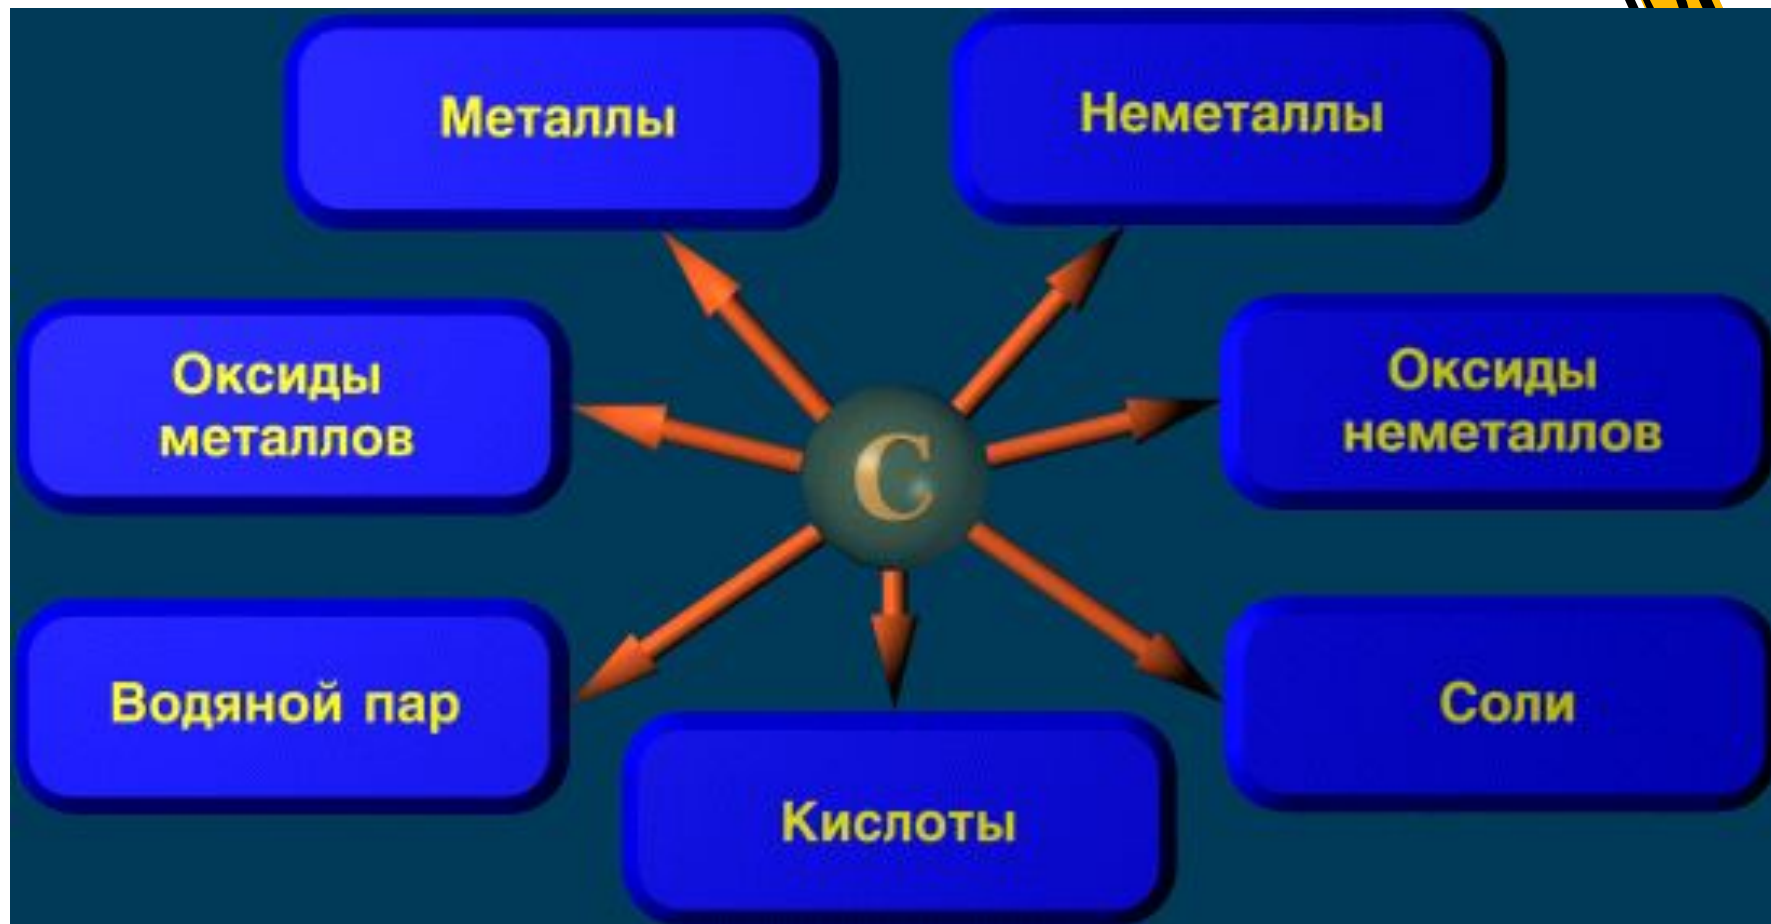 Металлы
Неметаллы
Оксиды
металлов
С
Оксиды
неметаллов
Водяной пар
Соли
Кислоты